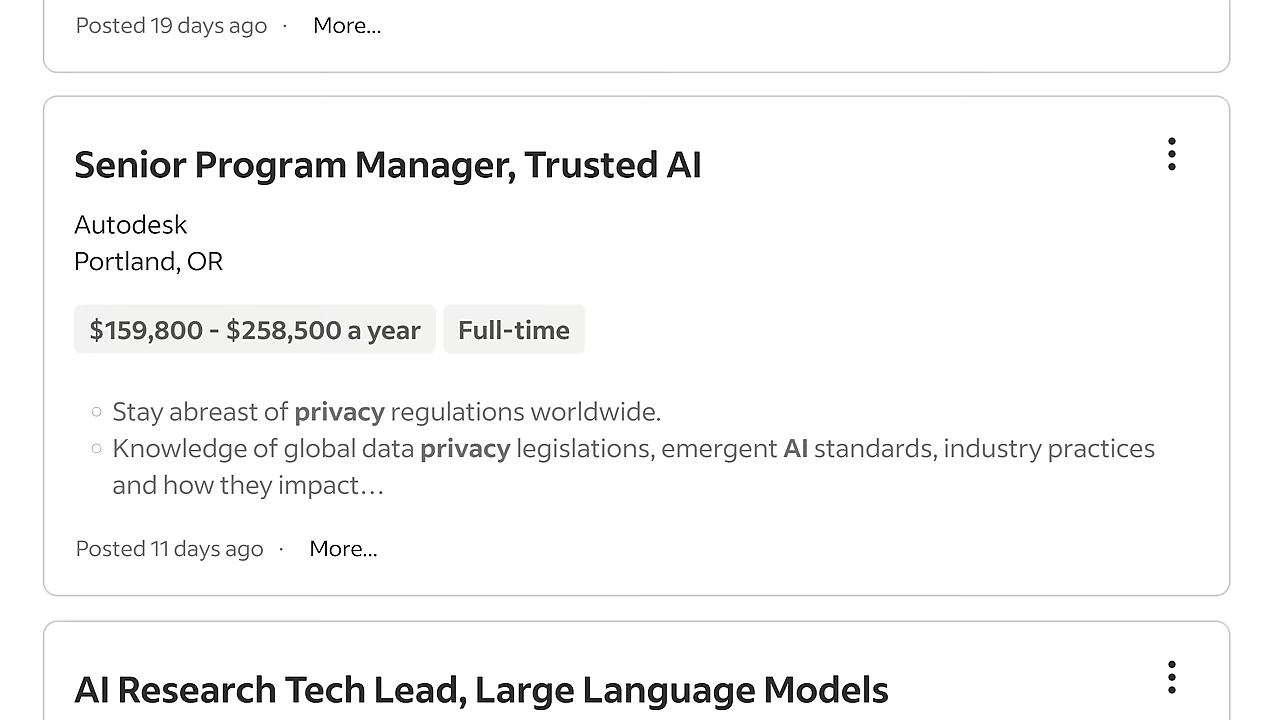 Posted 19 days ago · More...
Senior Program Manager, Trusted AI
Autodesk
Portland, OR
$159,800 - $258,500 a year Full-time
Stay abreast of privacy regulations worldwide.
Knowledge of global data privacy legislations, emergent AI standards, industry practices
and how they impact…
Posted 11 days ago · More...
AI Research Tech Lead, Large Language Models